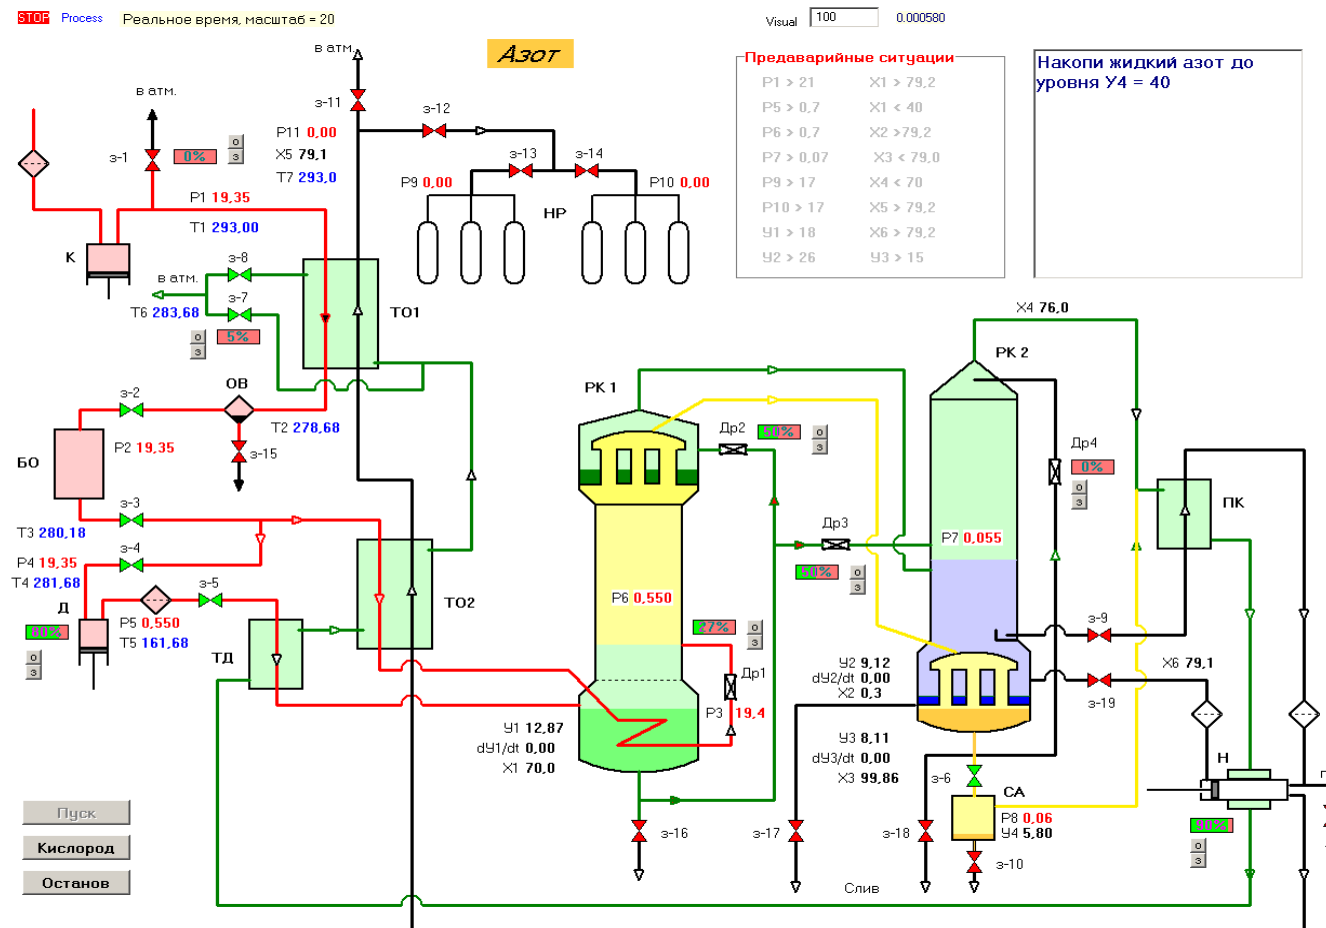 STOP Process Реальное время, масштаб = 20
Visual 100 0.000580
Азот
Предаварийные ситуации
P1 > 21 X1 > 79,2
P5 > 0,7 X1 < 40
P6 > 0,7 X2 >79,2
P7 > 0,07 X3 < 79,0
P9 > 17 X4 < 70
P10 > 17 X5 > 79,2
У1 > 18 X6 > 79,2
У2 > 26 У3 > 15
Накопи жидкий азот до
уровня У4 = 40
в атм.
з-11
з-12
P11 0,00
X5 79,1
T7 293,0
з-13
з-14
P9 0,00
P10 0,00
НР
в атм.
з-1
0%
о
з
P1 19,35
T1 293,00
К
з-8
в атм.
з-7
T6 283,68
о
з
5%
ТО1
з-2
ОВ
T2 278,68
P2 19,35
з-15
БО
з-3
T3 280,18
P4 19,35
з-4
T4 281,68
з-5
Д
80%
о
з
P5 0,550
T5 161,68
ТД
ТО2
РК 1
Др2
50%
о
з
Др3
50%
о
з
P6 0,550
27%
о
з
Др1
P3 19,4
У1 12,87
dУ1/dt 0,00
X1 70,0
з-16
X4 76,0
РК 2
Др4
0%
о
з
ПК
P7 0,055
з-9
У2 9,12
dУ2/dt 0,00
X2 0,3
X6 79,1
з-19
У3 8,11
dУ3/dt 0,00
X3 99,86
з-6
СА
P8 0,06
У4 5,80
з-17
з-18
з-10
Слив
Н
90%
о
з
Пуск
Кислород
Останов